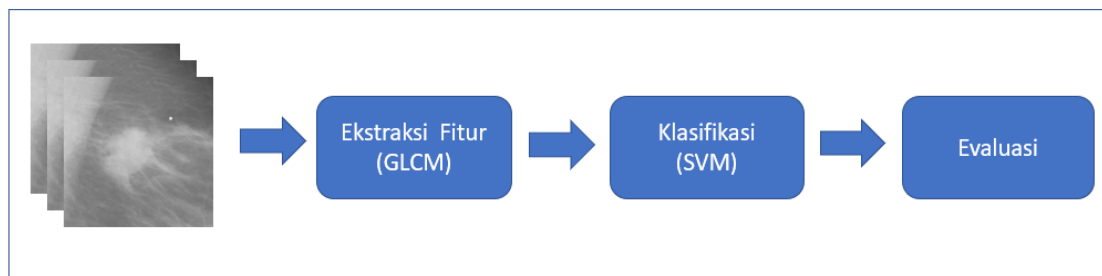 Ekstraksi Fitur
(GLCM)
Klasifikasi
(SVM)
Evaluasi